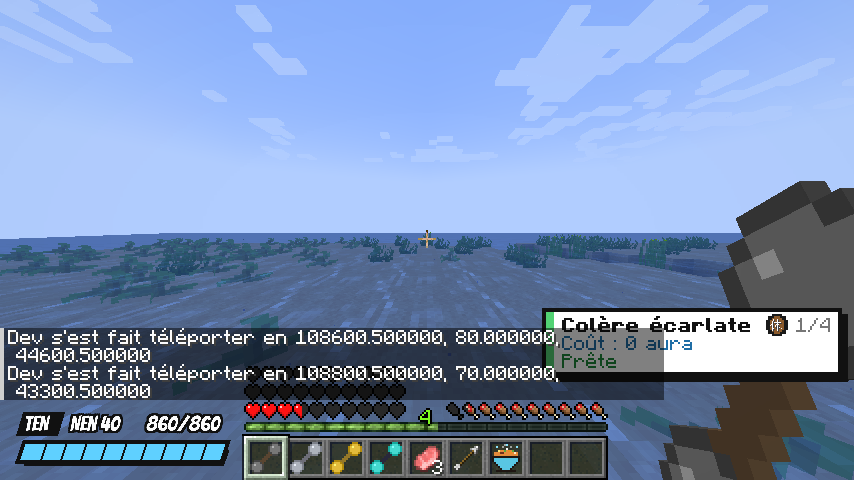 Colère écarlate 休 1/4
Coût : 0 aura
Prête
Dev s'est fait téléporter en 108600.500000, 80.000000,
44600.500000
Dev s'est fait téléporter en 108800.500000, 70.000000,
43300.500000
TEN NEN 40 860/860
4
3